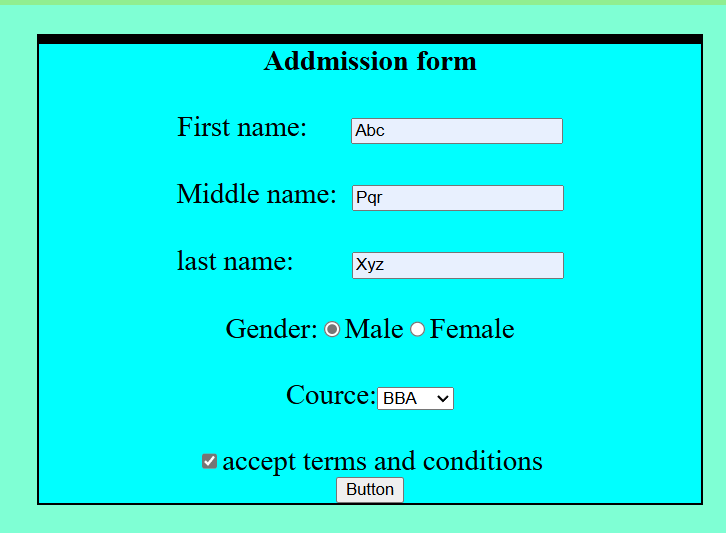 Addmission form
First name: Abc
Middle name: Pqr
last name: Xyz
Gender: Male Female
Cource: BBA
accept terms and conditions
Button